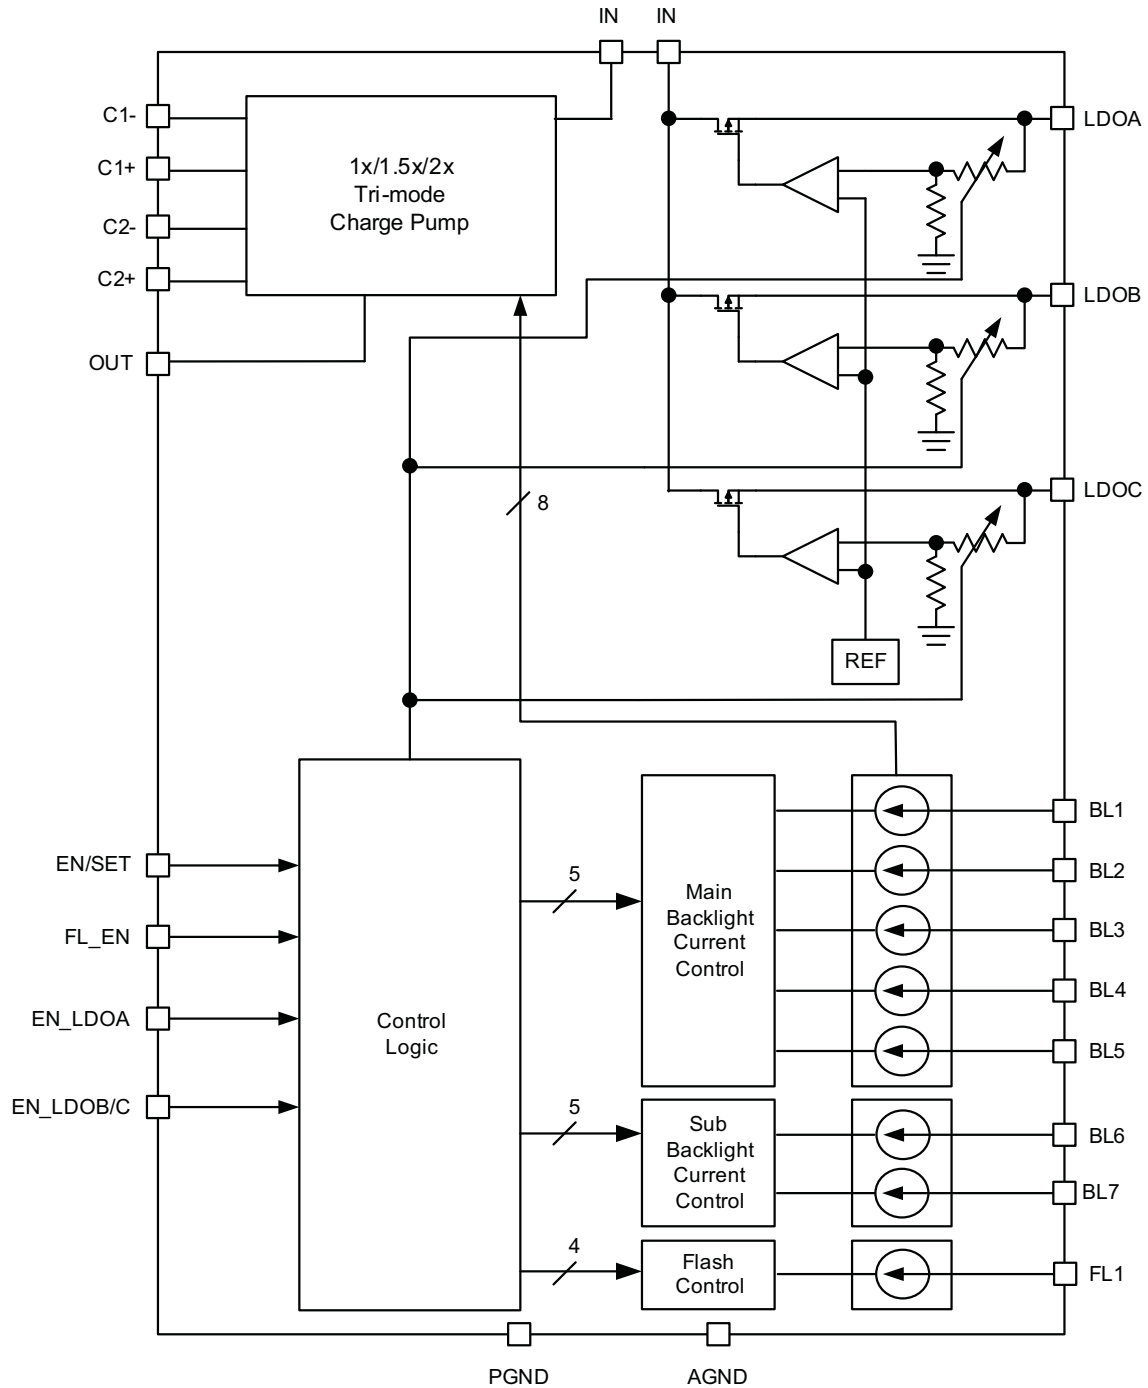 IN
IN
C1-
C1+
C2-
C2+
OUT
1x/1.5x/2x
Tri-mode
Charge Pump
LDOA
LDOB
LDOC
8
REF
EN/SET
FL_EN
EN_LDOA
EN_LDOB/C
Control
Logic
5
5
4
Main
Backlight
Current
Control
Sub
Backlight
Current
Control
Flash
Control
BL1
BL2
BL3
BL4
BL5
BL6
BL7
FL1
PGND
AGND